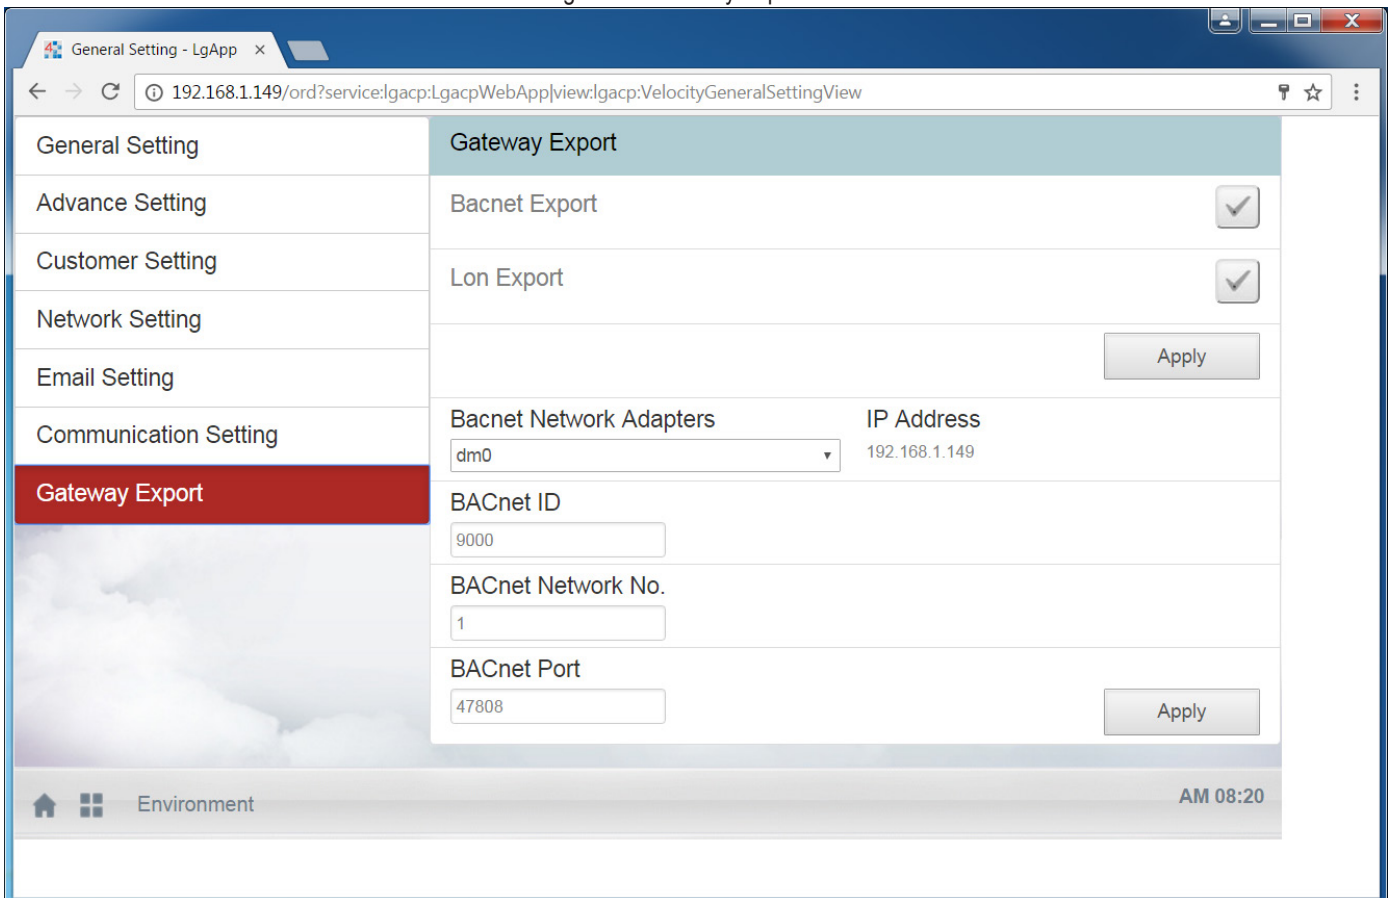 General Setting - LgApp
192.168.1.149/ord?service:lgacp:LgacpWebApp|view:lgacp:VelocityGeneralSettingView
General Setting
Advance Setting
Customer Setting
Network Setting
Email Setting
Communication Setting
Gateway Export
Gateway Export
Bacnet Export
Lon Export
Apply
Bacnet Network Adapters
IP Address
dm0
192.168.1.149
BACnet ID
9000
BACnet Network No.
1
BACnet Port
47808
Apply
Environment
AM 08:20